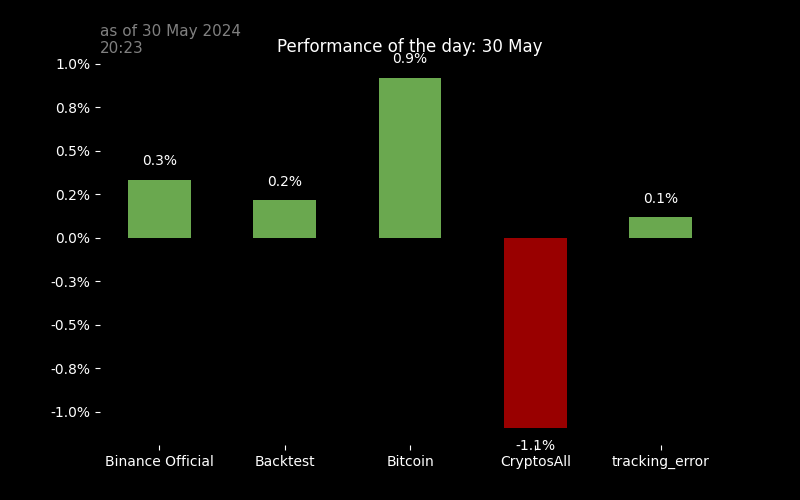 as of 30 May 2024
20:23
Performance of the day: 30 May
1.0%
0.8%
0.5%
0.2%
0.0%
-0.3%
-0.5%
-0.8%
-1.0%
0.3%
0.2%
0.9%
-1.1%
0.1%
Binance Official
Backtest
Bitcoin
CryptosAll
tracking_error